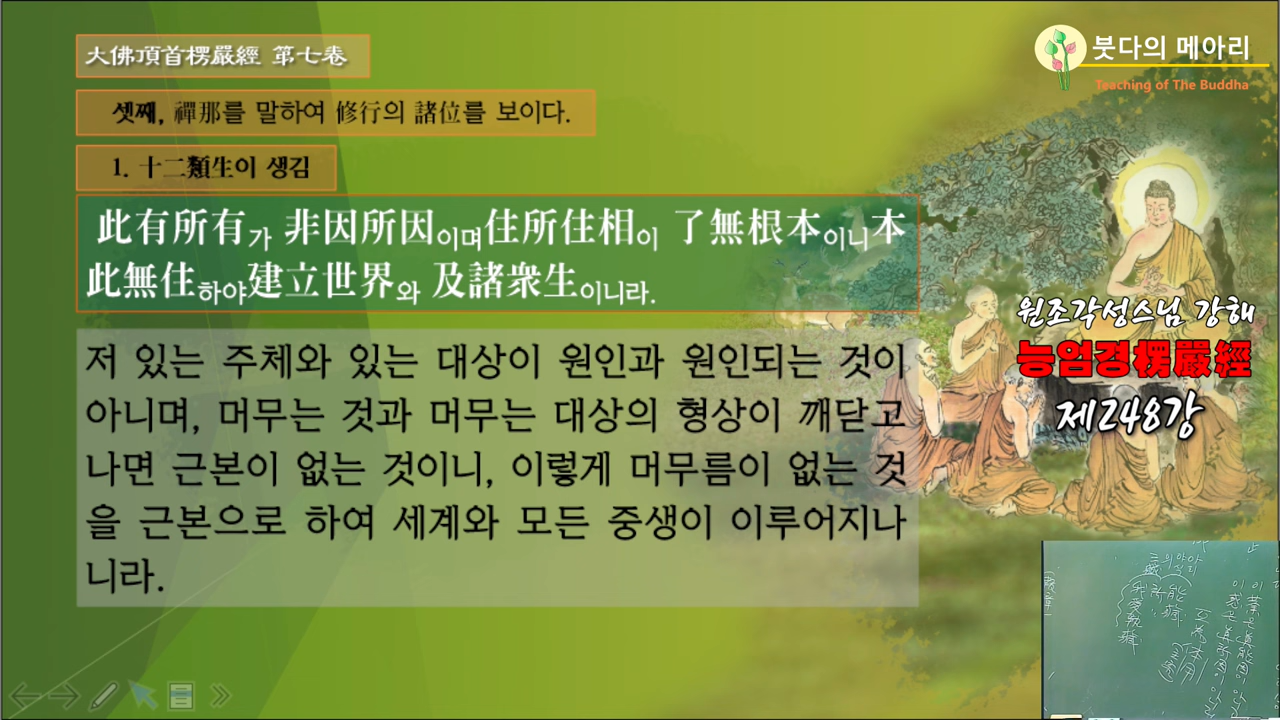 大佛頂首楞嚴經 第七卷
셋째, 禪那를 말하여 修行의 諸位를 보이다.
1. 十二類生이 생김
此有所有가 非因所因이며住所住相이 了無根本이니本
此無住하야建立世界와 及諸衆生이니라.
저 있는 주체와 있는 대상이 원인과 원인되는 것이
아니며, 머무는 것과 머무는 대상의 형상이 깨닫고
나면 근본이 없는 것이니, 이렇게 머무름이 없는 것
을 근본으로 하여 세계와 모든 중생이 이루어지나
니라.
붓다의 메아리
Teaching of The Buddha
원조각성스님 강해
능엄경楞嚴經
제248강
三藏
能藏
所
我愛執藏